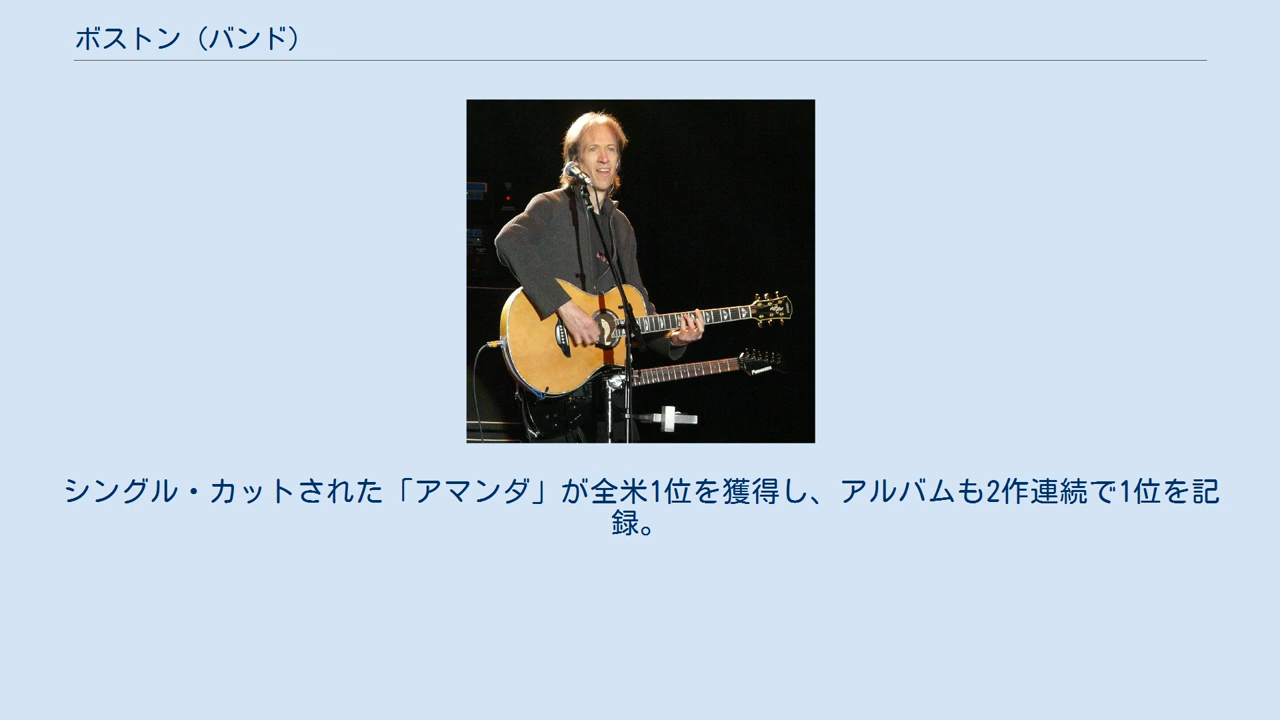 ボストン（バンド）
シングル・カットされた「アマンダ」が全米1位を獲得し、アルバムも2作連続で1位を記
録。